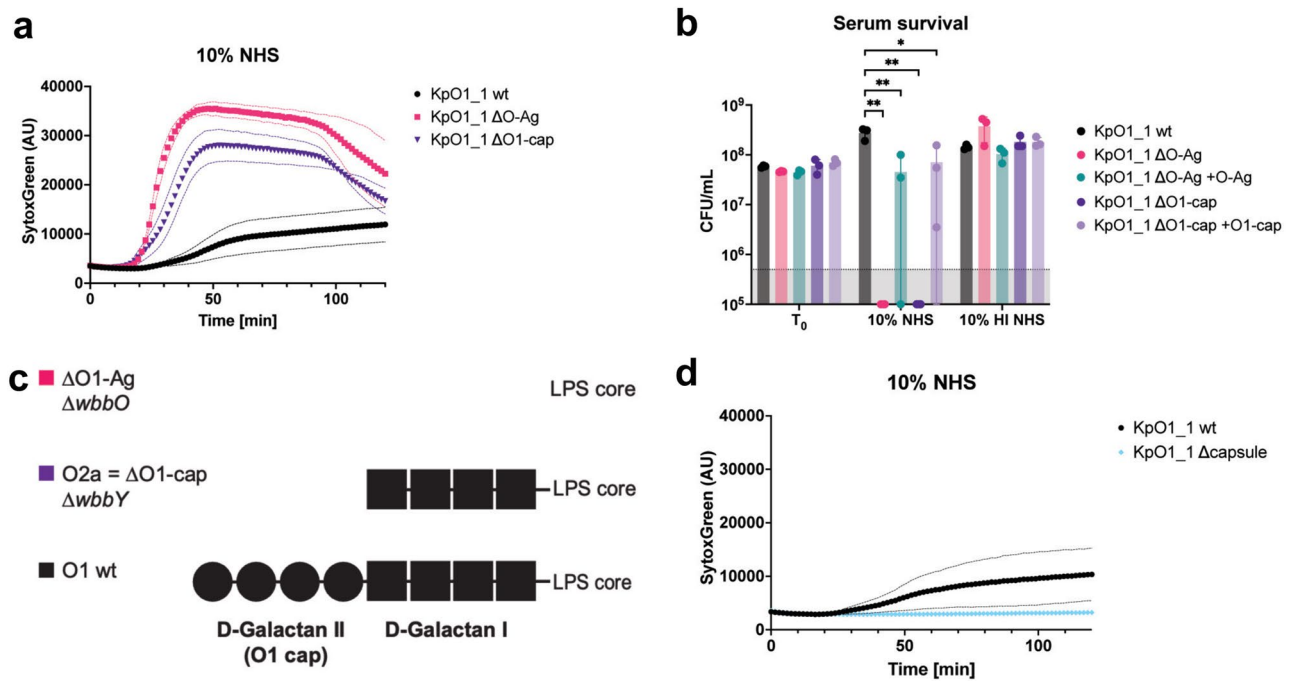 a
10% NHS
SytoxGreen (AU)
40000
30000
20000
10000
0
0
50
100
Time [min]
KpO1_1 wt
KpO1_1 ΔO-Ag
KpO1_1 ΔO1-cap
b
Serum survival
*
**
**
**
CFU/mL
10⁹
10⁸
10⁷
10⁶
10⁵
T₀
10% NHS
10% HI NHS
KpO1_1 wt
KpO1_1 ΔO-Ag
KpO1_1 ΔO-Ag +O-Ag
KpO1_1 ΔO1-cap
KpO1_1 ΔO1-cap +O1-cap
c
ΔO1-Ag
ΔwbbO
LPS core
O2a = ΔO1-cap
ΔwbbY
LPS core
O1 wt
LPS core
D-Galactan II
(O1 cap)
D-Galactan I
d
10% NHS
SytoxGreen (AU)
40000
30000
20000
10000
0
0
50
100
Time [min]
KpO1_1 wt
KpO1_1 Δcapsule